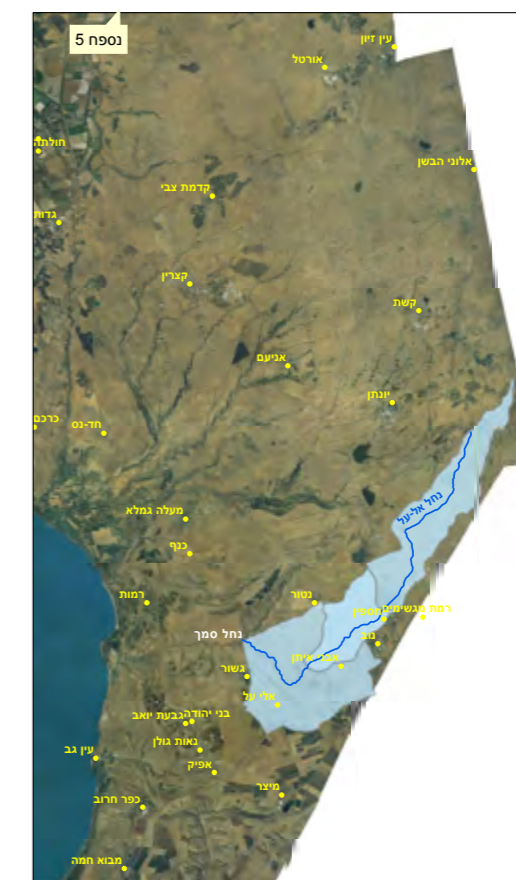 נספח 5
עין זיון
אורטל
חולתה
אלוני הבשן
קדמת צבי
גדות
קצרין
קשת
אניעם
יונתן
כרכם
חד-נס
נחל אל-על
מעלה גמלא
כנף
רמות
נטור
רמת מגשימים
חספין
נחל סמך
נוב
אבני איתן
גשור
אלי על
בני יהודה
גבעת יואב
נאות גולן
עין גב
אפיק
מיצר
כפר חרוב
מבוא חמה